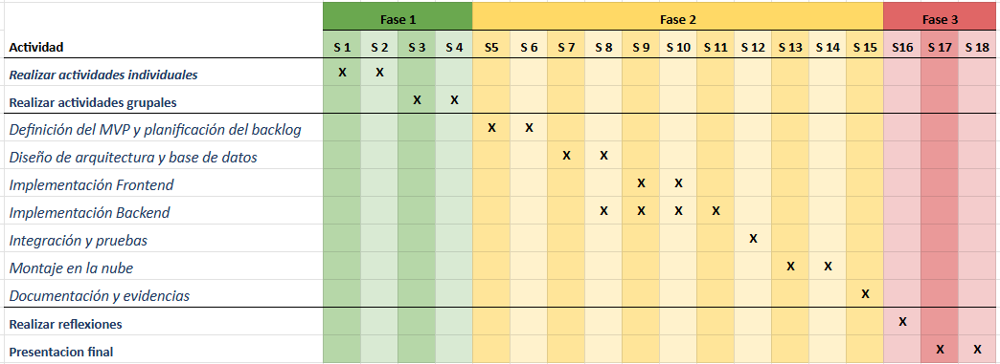 Fase 1 Fase 2 Fase 3
Actividad S 1 S 2 S 3 S 4 S5 S 6 S 7 S 8 S 9 S 10 S 11 S 12 S 13 S 14 S 15 S16 S 17 S 18
Realizar actividades individuales X X
Realizar actividades grupales X X
Definición del MVP y planificación del backlog X X
Diseño de arquitectura y base de datos X X
Implementación Frontend X X
Implementación Backend X X X X
Integración y pruebas X
Montaje en la nube X X
Documentación y evidencias X
Realizar reflexiones X
Presentacion final X X